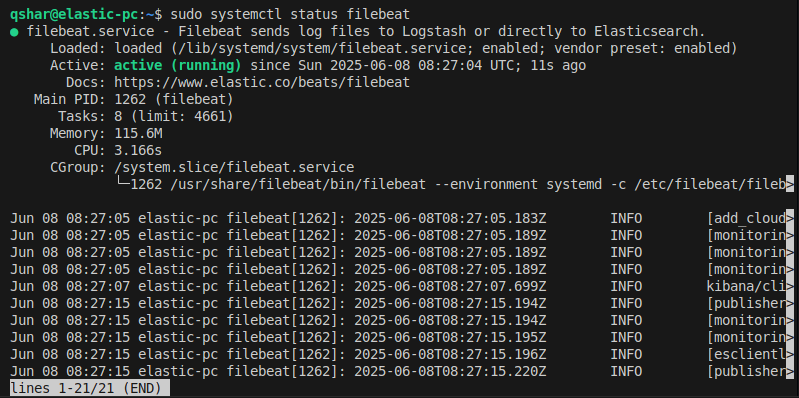 qshar@elastic-pc:~$ sudo systemctl status filebeat
● filebeat.service - Filebeat sends log files to Logstash or directly to Elasticsearch.
     Loaded: loaded (/lib/systemd/system/filebeat.service; enabled; vendor preset: enabled)
     Active: active (running) since Sun 2025-06-08 08:27:04 UTC; 11s ago
       Docs: https://www.elastic.co/beats/filebeat
   Main PID: 1262 (filebeat)
      Tasks: 8 (limit: 4661)
     Memory: 115.6M
        CPU: 3.166s
     CGroup: /system.slice/filebeat.service
             └─1262 /usr/share/filebeat/bin/filebeat --environment systemd -c /etc/filebeat/fileb>
Jun 08 08:27:05 elastic-pc filebeat[1262]: 2025-06-08T08:27:05.183Z        INFO        [add_cloud>
Jun 08 08:27:05 elastic-pc filebeat[1262]: 2025-06-08T08:27:05.189Z        INFO        [monitorin>
Jun 08 08:27:05 elastic-pc filebeat[1262]: 2025-06-08T08:27:05.189Z        INFO        [monitorin>
Jun 08 08:27:05 elastic-pc filebeat[1262]: 2025-06-08T08:27:05.189Z        INFO        [monitorin>
Jun 08 08:27:07 elastic-pc filebeat[1262]: 2025-06-08T08:27:07.699Z        INFO        kibana/cli>
Jun 08 08:27:15 elastic-pc filebeat[1262]: 2025-06-08T08:27:15.194Z        INFO        [publisher>
Jun 08 08:27:15 elastic-pc filebeat[1262]: 2025-06-08T08:27:15.194Z        INFO        [monitorin>
Jun 08 08:27:15 elastic-pc filebeat[1262]: 2025-06-08T08:27:15.195Z        INFO        [monitorin>
Jun 08 08:27:15 elastic-pc filebeat[1262]: 2025-06-08T08:27:15.196Z        INFO        [esclientl>
Jun 08 08:27:15 elastic-pc filebeat[1262]: 2025-06-08T08:27:15.220Z        INFO        [publisher>
lines 1-21/21 (END)